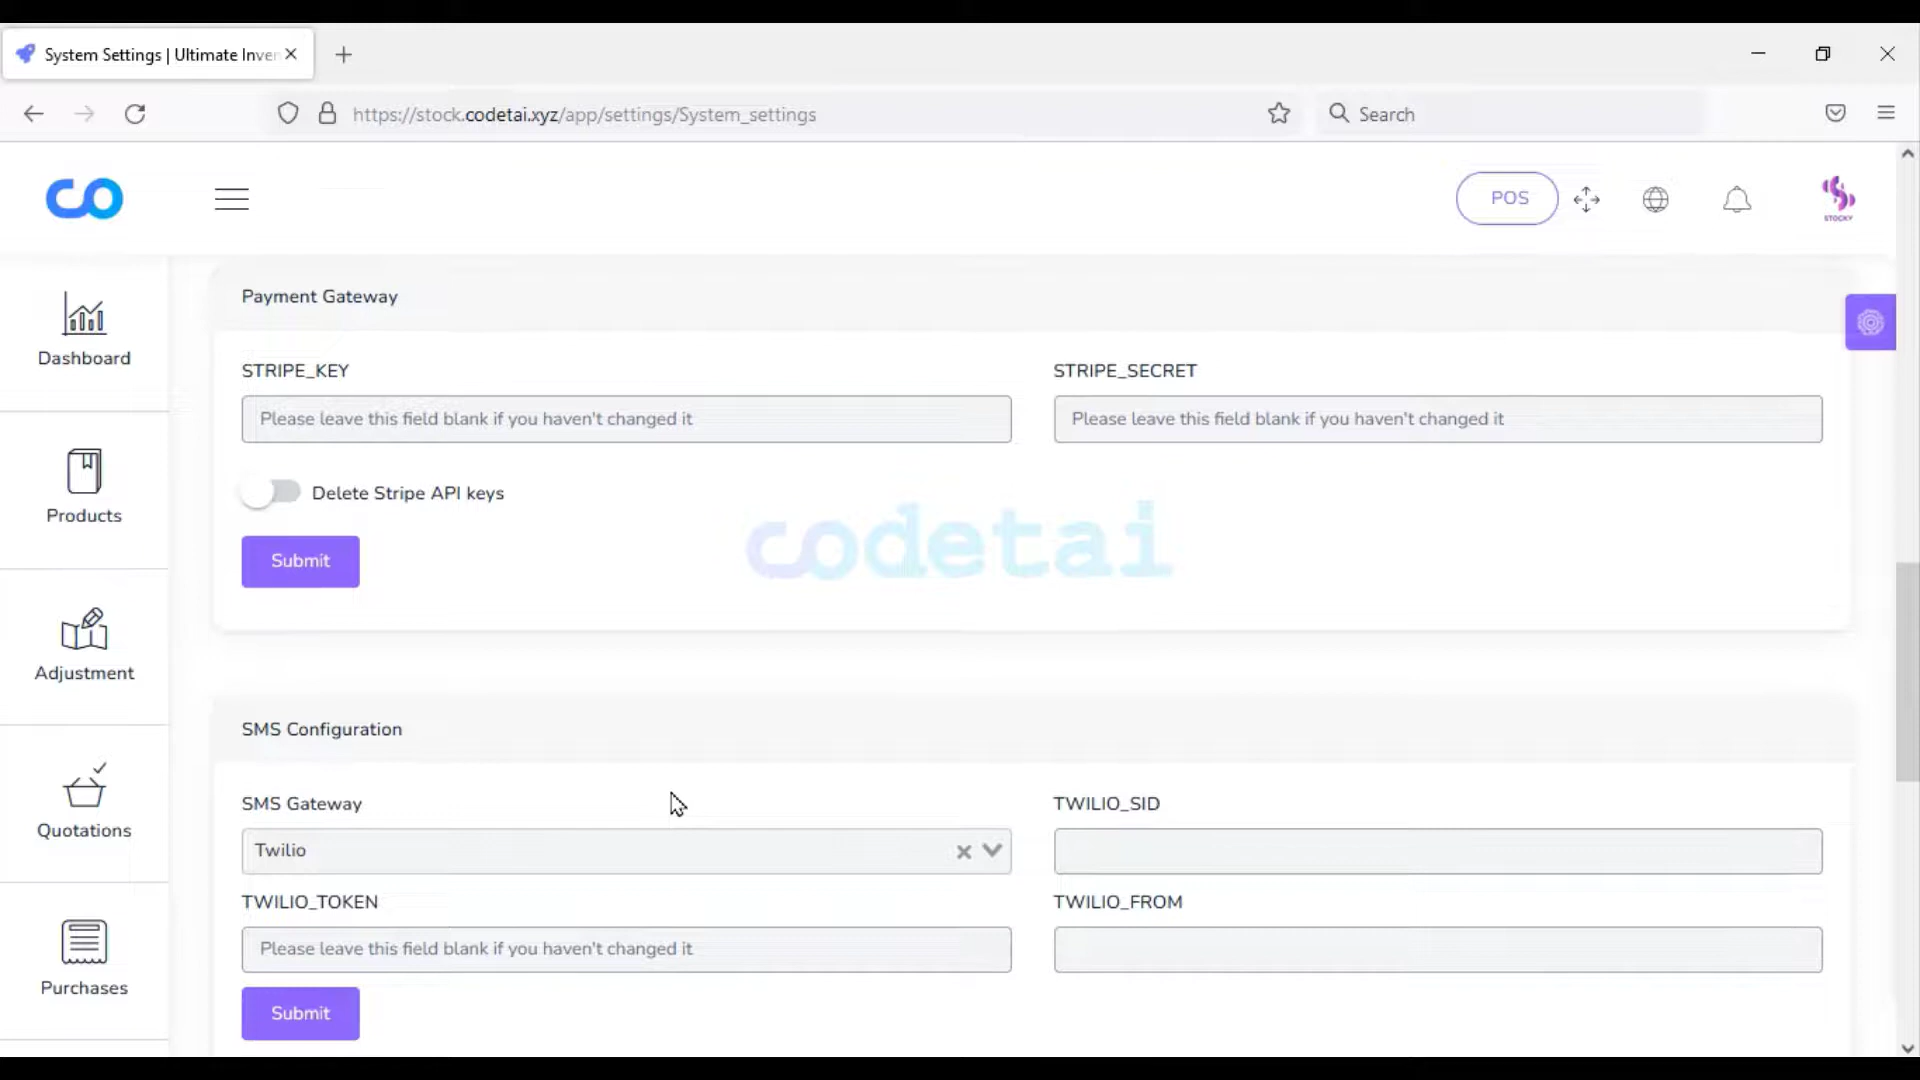 System Settings | Ultimate Inven
https://stock.codetai.xyz/app/settings/System_settings
Search
POS
STOCKY
Dashboard
Products
Adjustment
Quotations
Purchases
Payment Gateway
STRIPE_KEY
STRIPE_SECRET
Please leave this field blank if you haven't changed it
Please leave this field blank if you haven't changed it
Delete Stripe API keys
Submit
codetai
SMS Configuration
SMS Gateway
TWILIO_SID
Twilio
TWILIO_TOKEN
TWILIO_FROM
Please leave this field blank if you haven't changed it
Submit